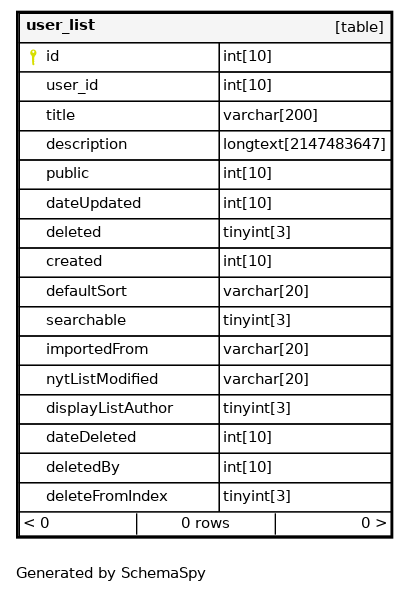 user_list [table]
id int[10]
user_id int[10]
title varchar[200]
description longtext[2147483647]
public int[10]
dateUpdated int[10]
deleted tinyint[3]
created int[10]
defaultSort varchar[20]
searchable tinyint[3]
importedFrom varchar[20]
nytListModified varchar[20]
displayListAuthor tinyint[3]
dateDeleted int[10]
deletedBy int[10]
deleteFromIndex tinyint[3]
< 0 0 rows 0 >
Generated by SchemaSpy